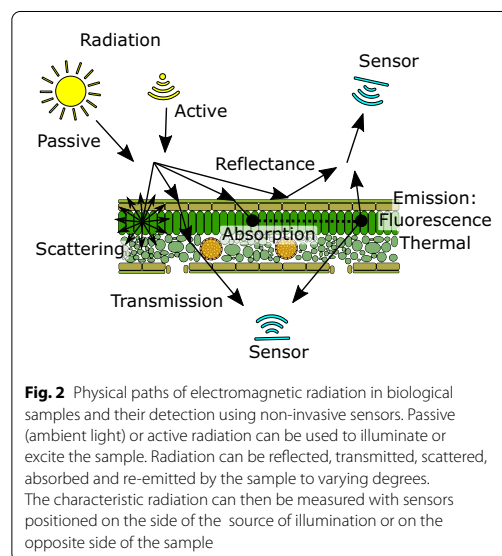 Radiation
Sensor
Active
Passive
Reflectance
Emission:
Fluorescence
Absorption
Thermal
Scattering
Transmission
Sensor
Fig. 2 Physical paths of electromagnetic radiation in biological
samples and their detection using non-invasive sensors. Passive
(ambient light) or active radiation can be used to illuminate or
excite the sample. Radiation can be reflected, transmitted, scattered,
absorbed and re-emitted by the sample to varying degrees.
The characteristic radiation can then be measured with sensors
positioned on the side of the source of illumination or on the
opposite side of the sample